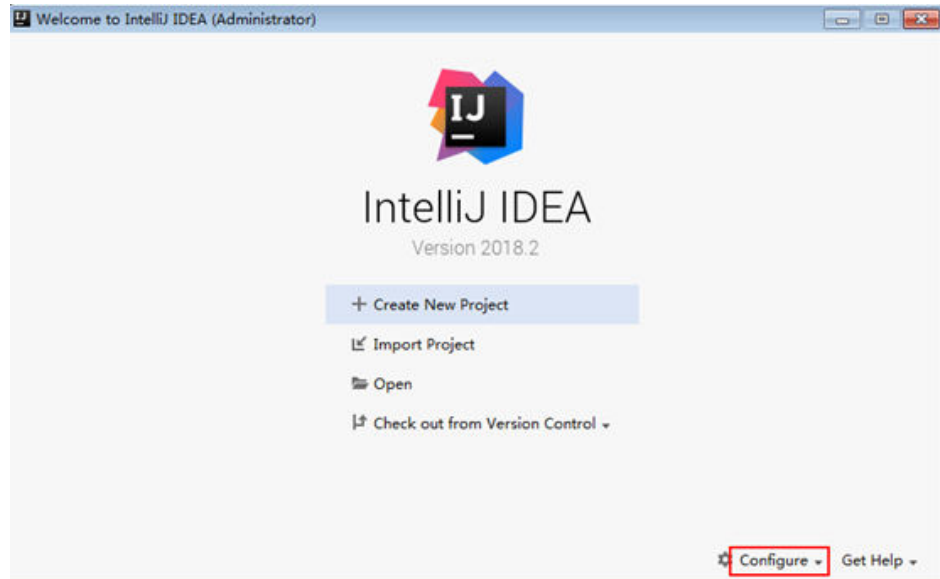 Welcome to IntelliJ IDEA (Administrator)
IJ
IntelliJ IDEA
Version 2018.2
Create New Project
Import Project
Open
Check out from Version Control
Configure Get Help